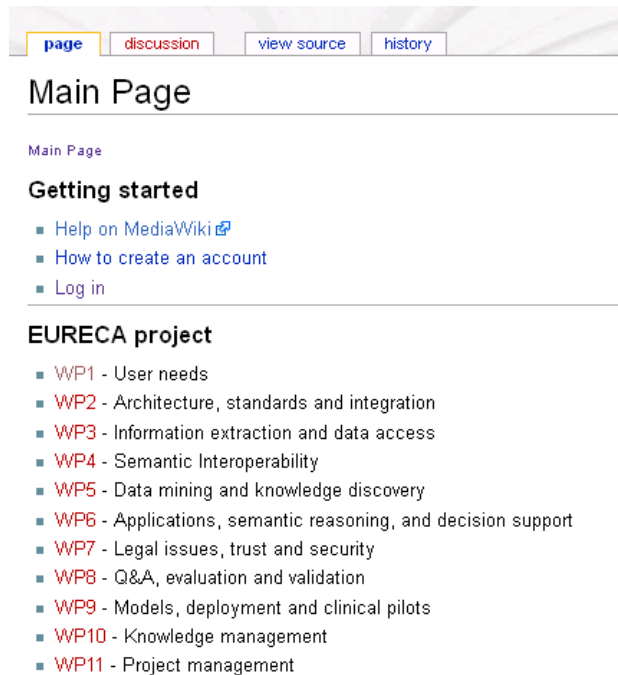 page discussion view source history
Main Page
Main Page
Getting started
Help on MediaWiki
How to create an account
Log in
EURECA project
WP1 - User needs
WP2 - Architecture, standards and integration
WP3 - Information extraction and data access
WP4 - Semantic Interoperability
WP5 - Data mining and knowledge discovery
WP6 - Applications, semantic reasoning, and decision support
WP7 - Legal issues, trust and security
WP8 - Q&A, evaluation and validation
WP9 - Models, deployment and clinical pilots
WP10 - Knowledge management
WP11 - Project management